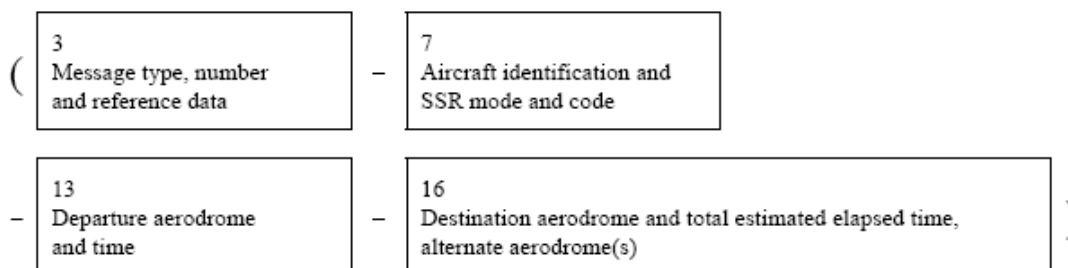 ( 3 – 7
Message type, number Aircraft identification and
and reference data SSR mode and code
– 13 – 16
Departure aerodrome Destination aerodrome and total estimated elapsed time,
and time alternate aerodrome(s)
)